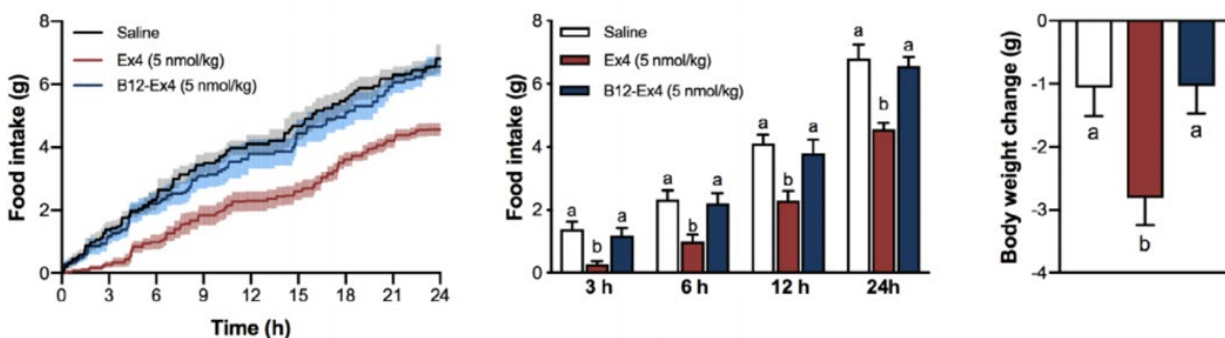 Food intake (g)
8
6
4
2
0
Saline
Ex4 (5 nmol/kg)
B12-Ex4 (5 nmol/kg)
0 3 6 9 12 15 18 21 24
Time (h)
Food intake (g)
8
6
4
2
0
Saline
Ex4 (5 nmol/kg)
B12-Ex4 (5 nmol/kg)
a b a
a b a
a b a
a b a
3 h 6 h 12 h 24h
Body weight change (g)
0
-1
-2
-3
-4
a b a